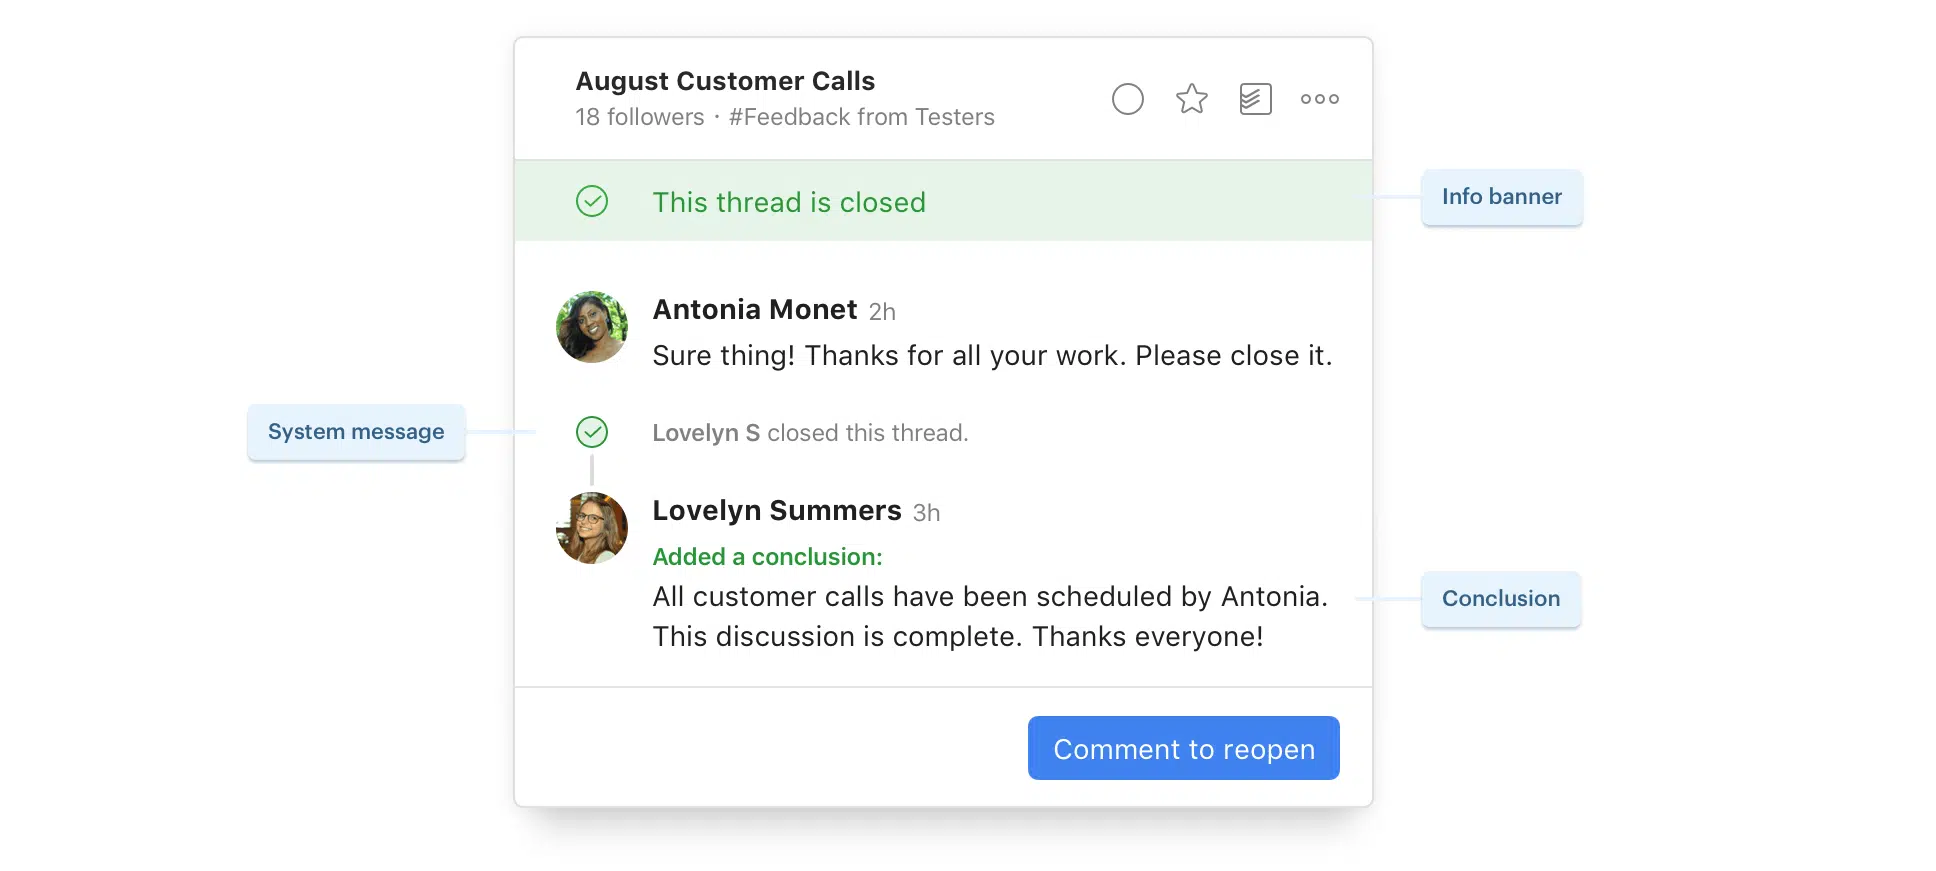 August Customer Calls
18 followers · #Feedback from Testers
This thread is closed
Info banner
Antonia Monet 2h
Sure thing! Thanks for all your work. Please close it.
System message
Lovelyn S closed this thread.
Lovelyn Summers 3h
Added a conclusion:
All customer calls have been scheduled by Antonia.
Conclusion
This discussion is complete. Thanks everyone!
Comment to reopen